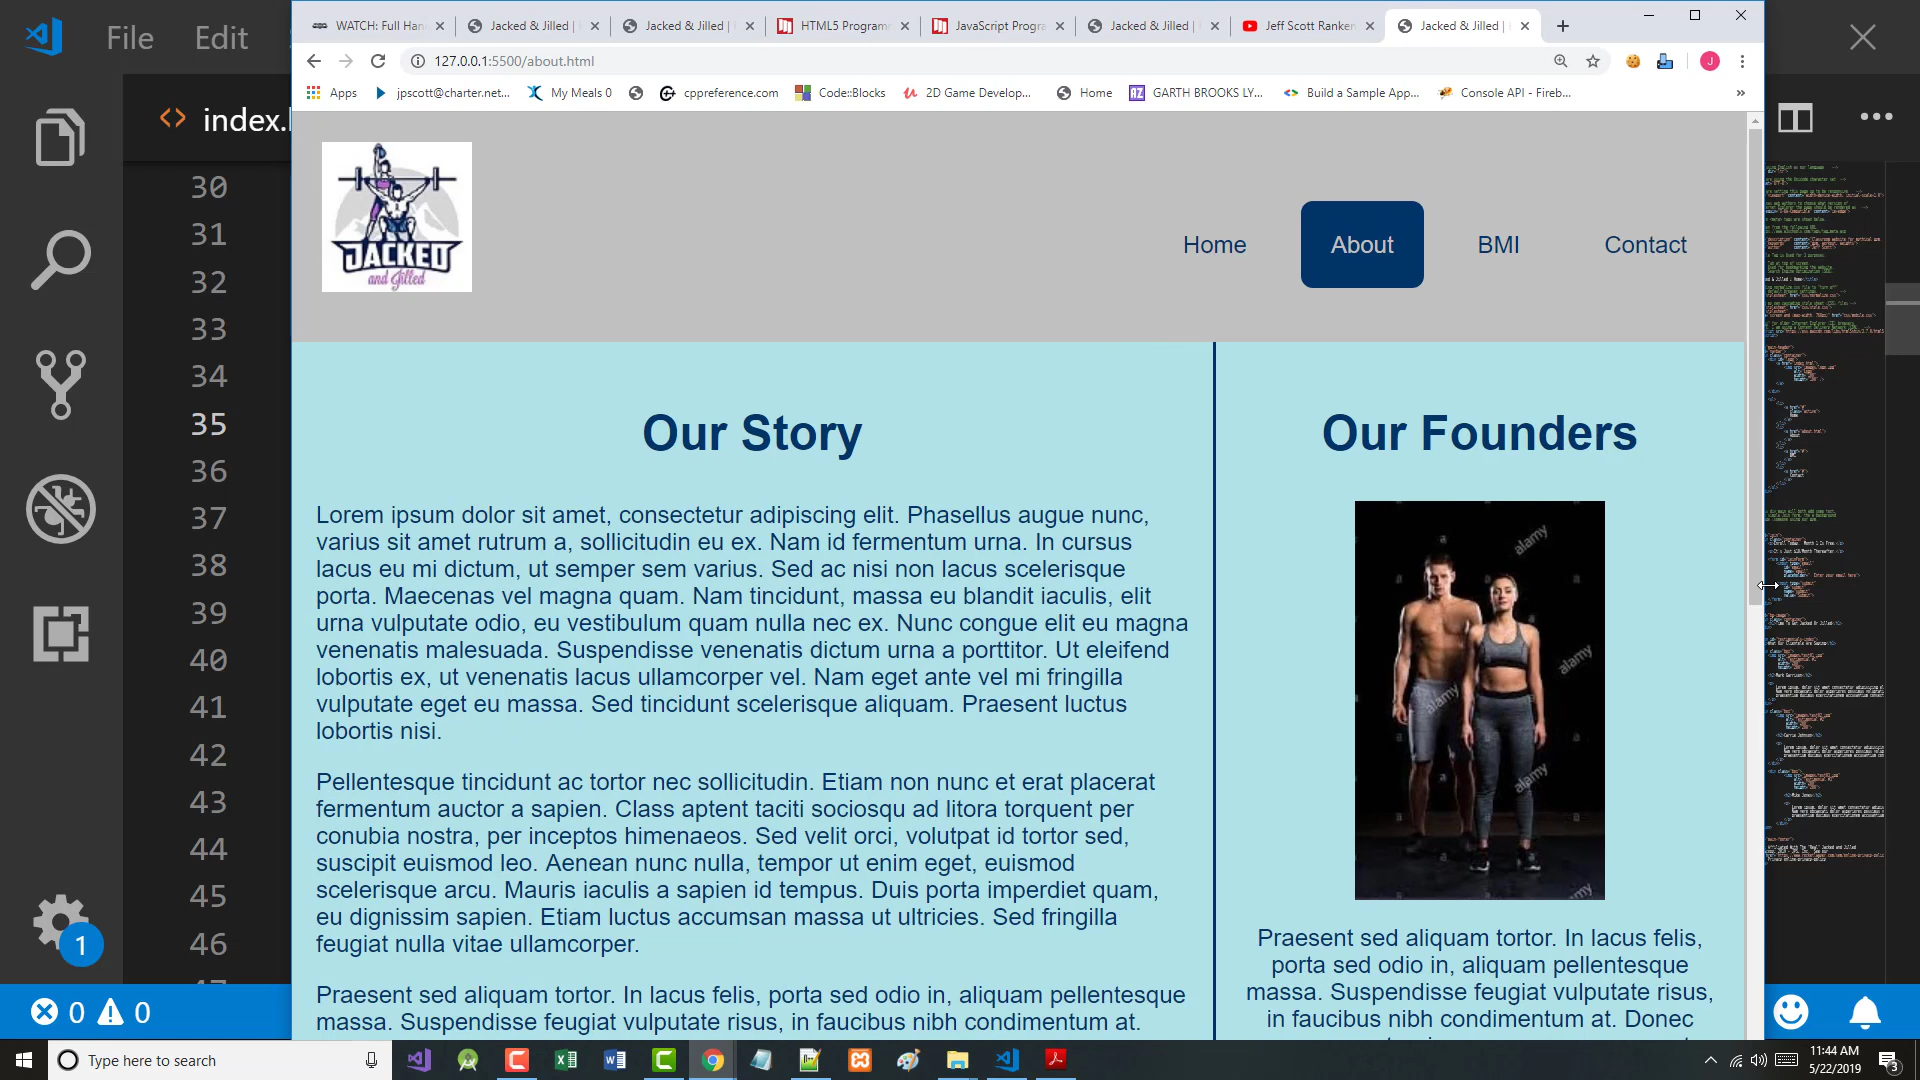 File
Edit
WATCH: Full Han
Jacked & Jilled |
Jacked & Jilled |
HTML5 Programm
JavaScript Progra
Jacked & Jilled |
Jeff Scott Ranken
Jacked & Jilled |
127.0.0.1:5500/about.html
J
Apps
jpscott@charter.net...
My Meals 0
cppreference.com
Code::Blocks
2D Game Develop...
Home
GARTH BROOKS LY...
Build a Sample App...
Console API - Fireb...
index.
30
31
32
33
34
35
36
37
38
39
40
41
42
43
44
45
46
JACKED
and Jilled
Home
About
BMI
Contact
Our Story
Lorem ipsum dolor sit amet, consectetur adipiscing elit. Phasellus augue nunc,
varius sit amet rutrum a, sollicitudin eu ex. Nam id fermentum urna. In cursus
lacus eu mi dictum, ut semper sem varius. Sed ac nisi non lacus scelerisque
porta. Maecenas vel magna quam. Nam tincidunt, massa eu blandit iaculis, elit
urna vulputate odio, eu vestibulum quam nulla nec ex. Nunc congue elit eu magna
venenatis malesuada. Suspendisse venenatis dictum urna a porttitor. Ut eleifend
lobortis ex, ut venenatis lacus ullamcorper vel. Nam eget ante vel mi fringilla
vulputate eget eu massa. Sed tincidunt scelerisque aliquam. Praesent luctus
lobortis nisi.
Pellentesque tincidunt ac tortor nec sollicitudin. Etiam non nunc et erat placerat
fermentum auctor a sapien. Class aptent taciti sociosqu ad litora torquent per
conubia nostra, per inceptos himenaeos. Sed velit orci, volutpat id tortor sed,
suscipit euismod leo. Aenean nunc nulla, tempor ut enim eget, euismod
scelerisque arcu. Mauris iaculis a sapien id tempus. Duis porta imperdiet quam,
eu dignissim sapien. Etiam luctus accumsan massa ut ultricies. Sed fringilla
feugiat nulla vitae ullamcorper.
Praesent sed aliquam tortor. In lacus felis, porta sed odio in, aliquam pellentesque
massa. Suspendisse feugiat vulputate risus, in faucibus nibh condimentum at.
Our Founders
alamy
alamy
alamy
alamy
alamy
Praesent sed aliquam tortor. In lacus felis,
porta sed odio in, aliquam pellentesque
massa. Suspendisse feugiat vulputate risus,
in faucibus nibh condimentum at. Donec
1
0
0
Type here to search
11:44 AM
5/22/2019
3